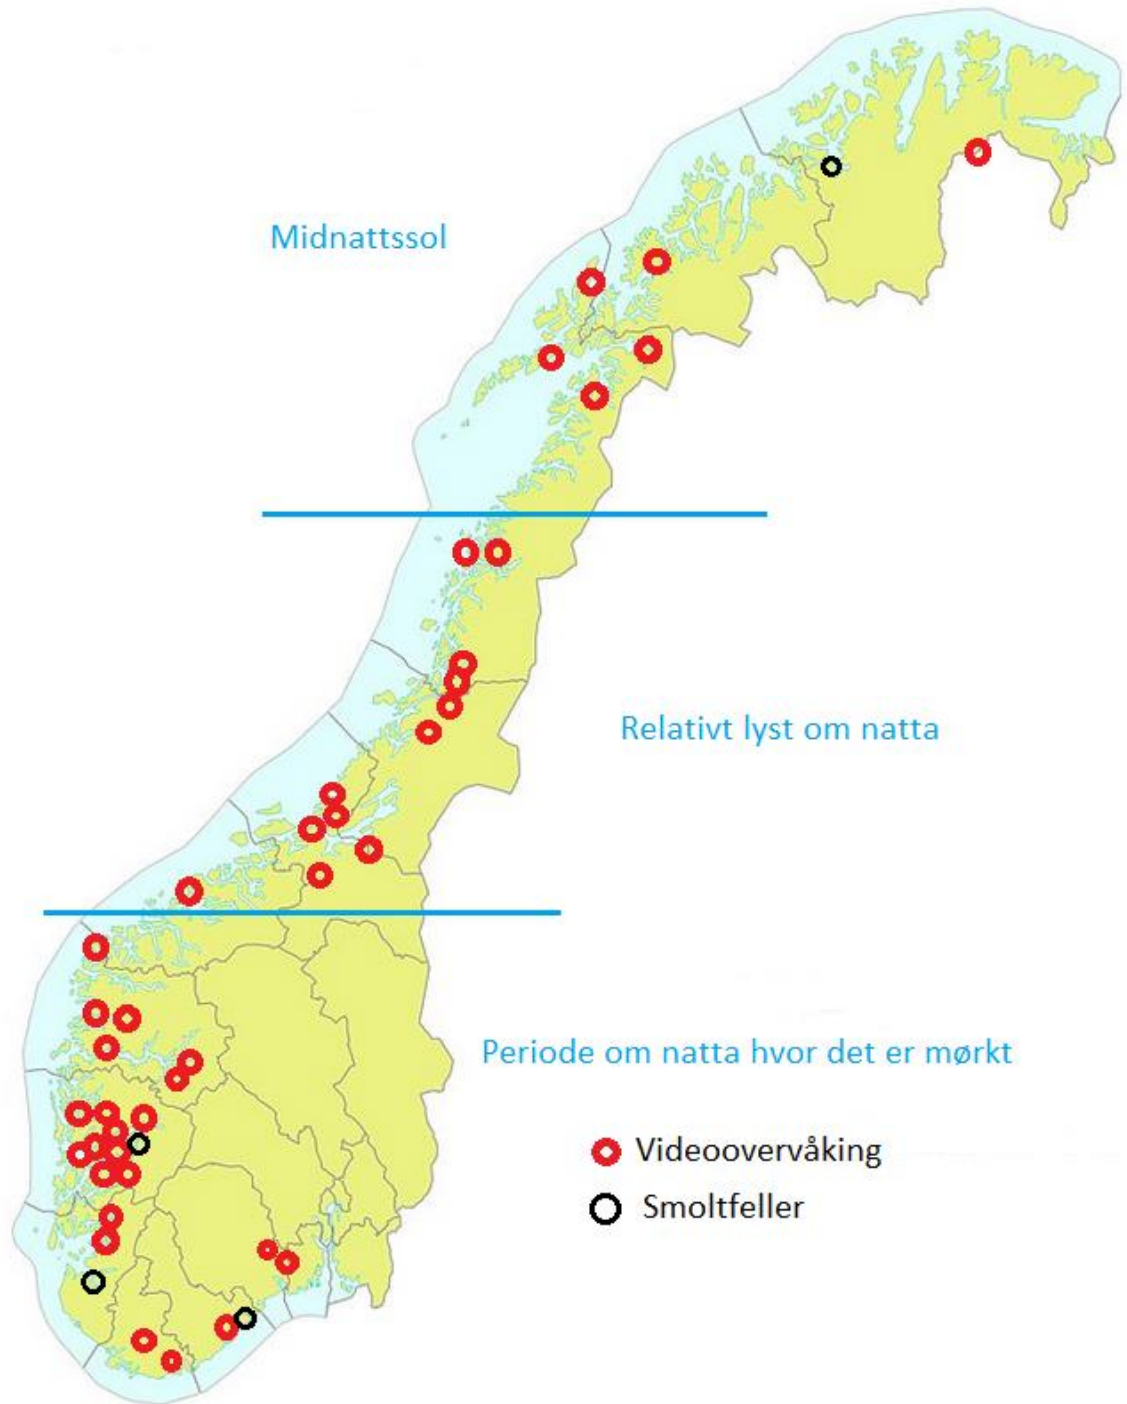 Midnattssol
Relativt lyst om natta
Periode om natta hvor det er mørkt
Videoovervåking
Smoltfeller